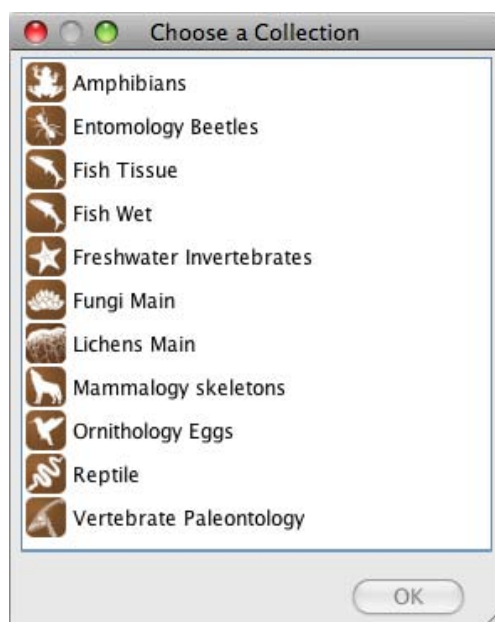 Choose a Collection
Amphibians
Entomology Beetles
Fish Tissue
Fish Wet
Freshwater Invertebrates
Fungi Main
Lichens Main
Mammalogy skeletons
Ornithology Eggs
Reptile
Vertebrate Paleontology
OK